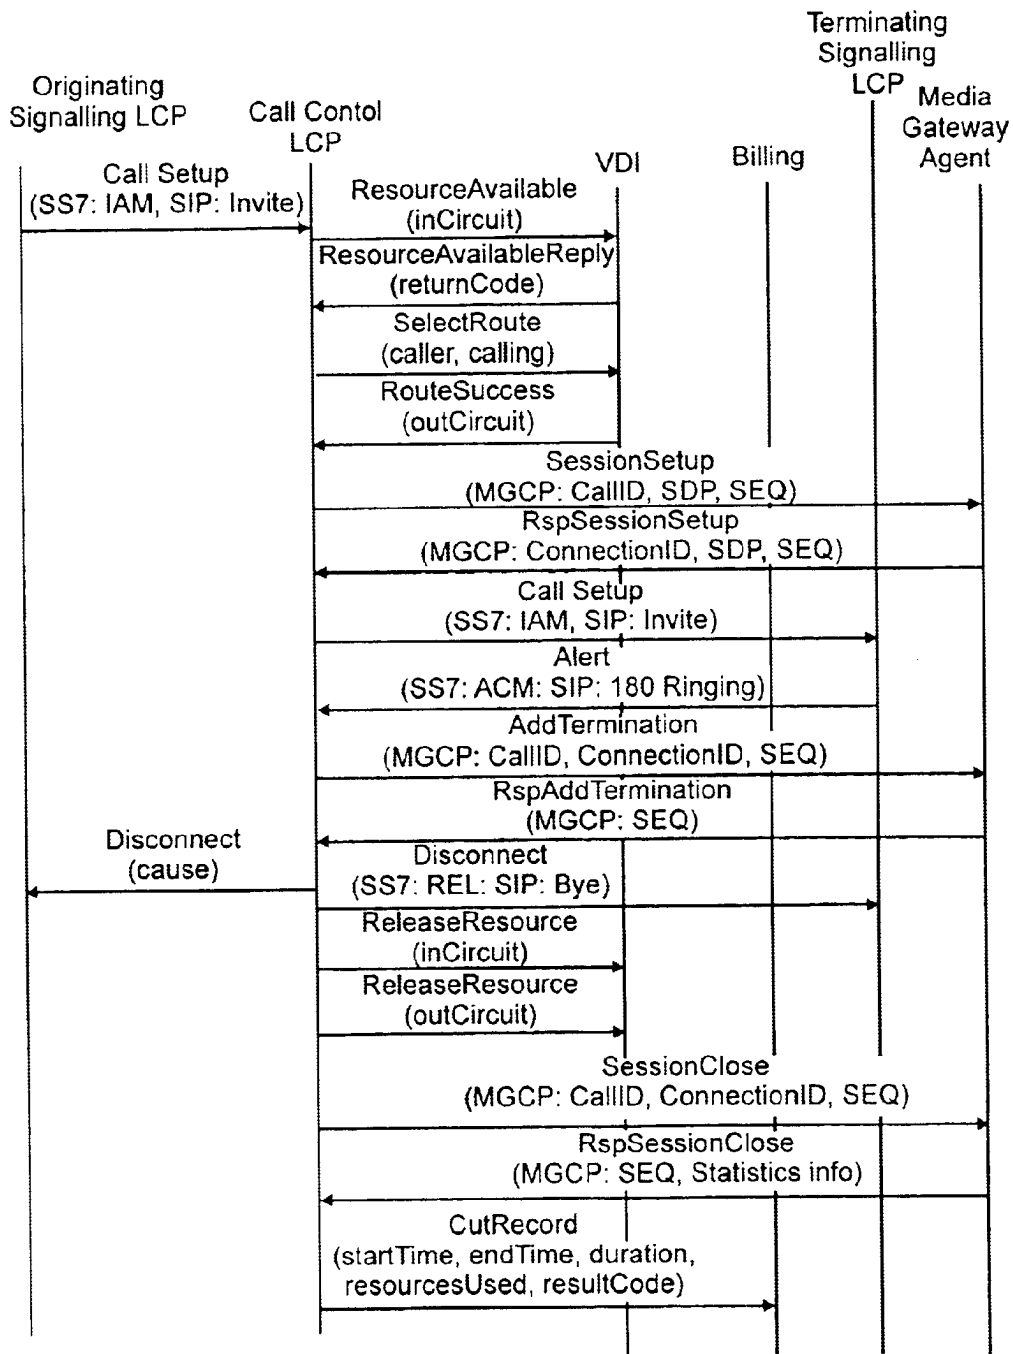 Terminating
Signalling
LCP
Originating
Signalling LCP
Call Contol
LCP
VDI
Billing
Media
Gateway
Agent
Call Setup
(SS7: IAM, SIP: Invite)
ResourceAvailable
(inCircuit)
ResourceAvailableReply
(returnCode)
SelectRoute
(caller, calling)
RouteSuccess
(outCircuit)
SessionSetup
(MGCP: CallID, SDP, SEQ)
RspSessionSetup
(MGCP: ConnectionID, SDP, SEQ)
Call Setup
(SS7: IAM, SIP: Invite)
Alert
(SS7: ACM: SIP: 180 Ringing)
AddTermination
(MGCP: CallID, ConnectionID, SEQ)
RspAddTermination
(MGCP: SEQ)
Disconnect
(cause)
Disconnect
(SS7: REL: SIP: Bye)
ReleaseResource
(inCircuit)
ReleaseResource
(outCircuit)
SessionClose
(MGCP: CallID, ConnectionID, SEQ)
RspSessionClose
(MGCP: SEQ, Statistics info)
CutRecord
(startTime, endTime, duration,
resourcesUsed, resultCode)